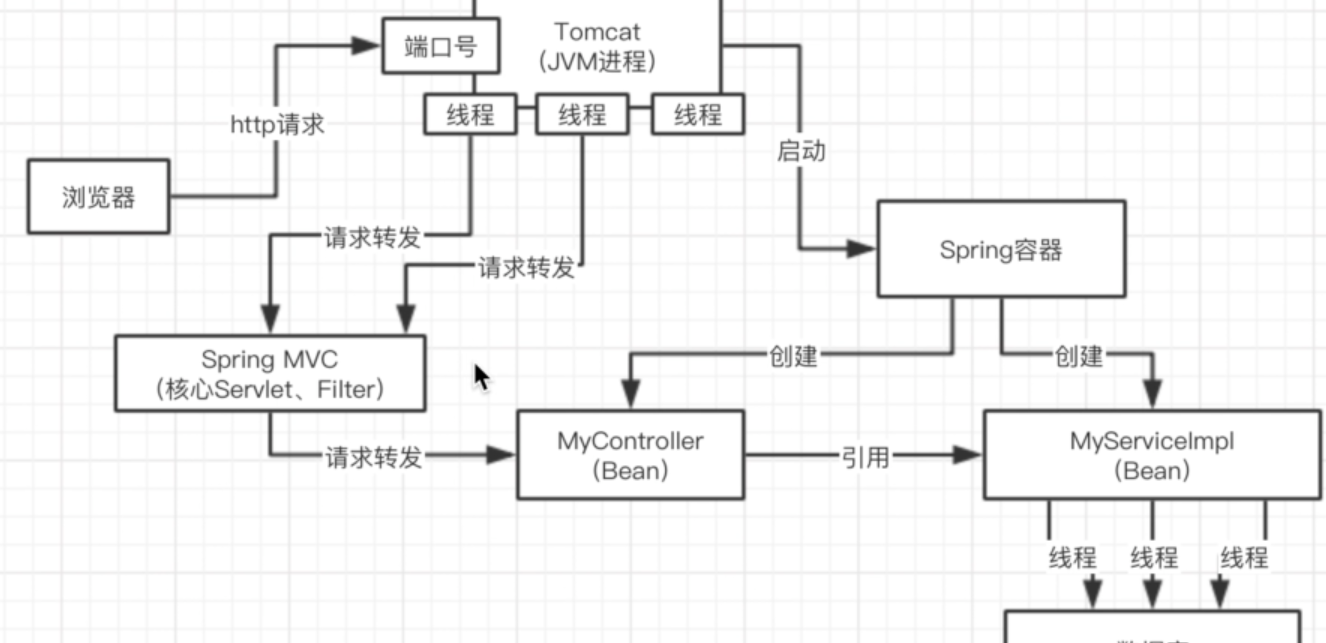 Tomcat
（JVM进程）
端口号
线程
线程
线程
http请求
启动
浏览器
请求转发
请求转发
Spring容器
Spring MVC
（核心Servlet、Filter）
创建
创建
请求转发
MyController
（Bean）
引用
MyServiceImpl
（Bean）
线程
线程
线程